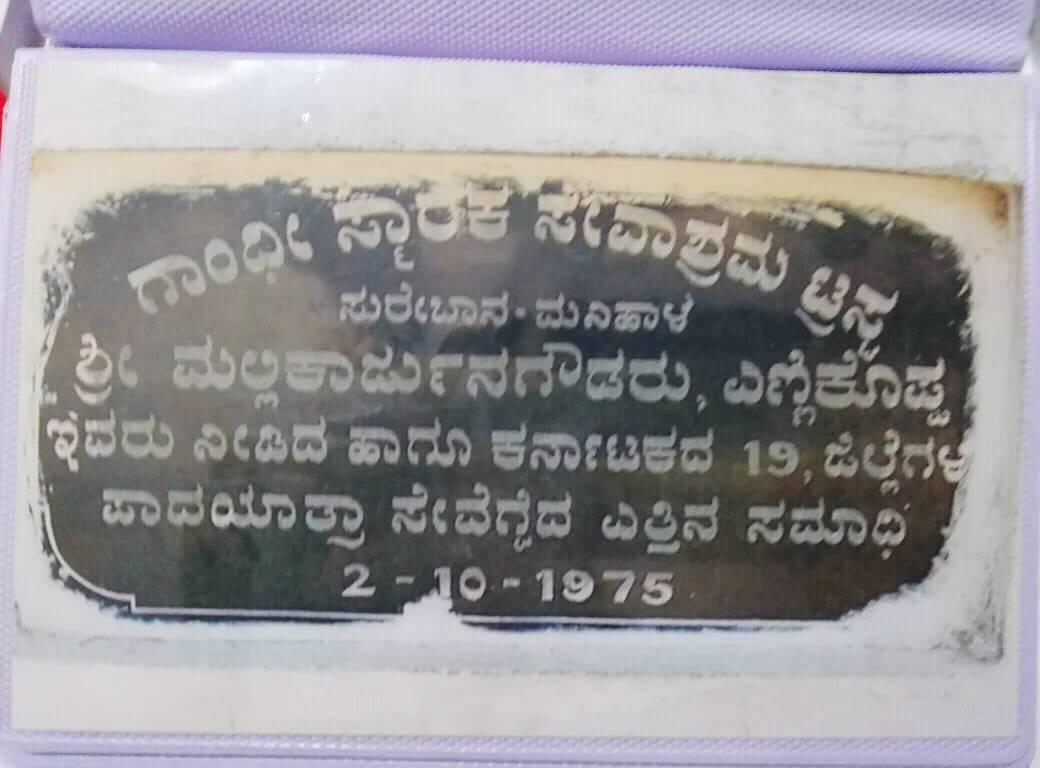 ಗಾಂಧೀ ಸ್ಮಾರಕ ಸೇವಾಶ್ರಮ ಟ್ರಸ್ಟ
ಸುರೇಬಾನ-ಮನಿಹಾಳ
ಶ್ರೀ ಮಲ್ಲಿಕಾರ್ಜುನಗೌಡರು, ಎಣ್ಣಿಕೊಪ್ಪ
ಇವರು ನೀಡಿದ ಹಾಗೂ ಕರ್ನಾಟಕದ 19, ಜಿಲ್ಲೆಗಳ
ಪಾದಯಾತ್ರಾ ಸೇವೆಗೈದ ಎತ್ತಿನ ಸಮಾಧಿ
2-10-1975